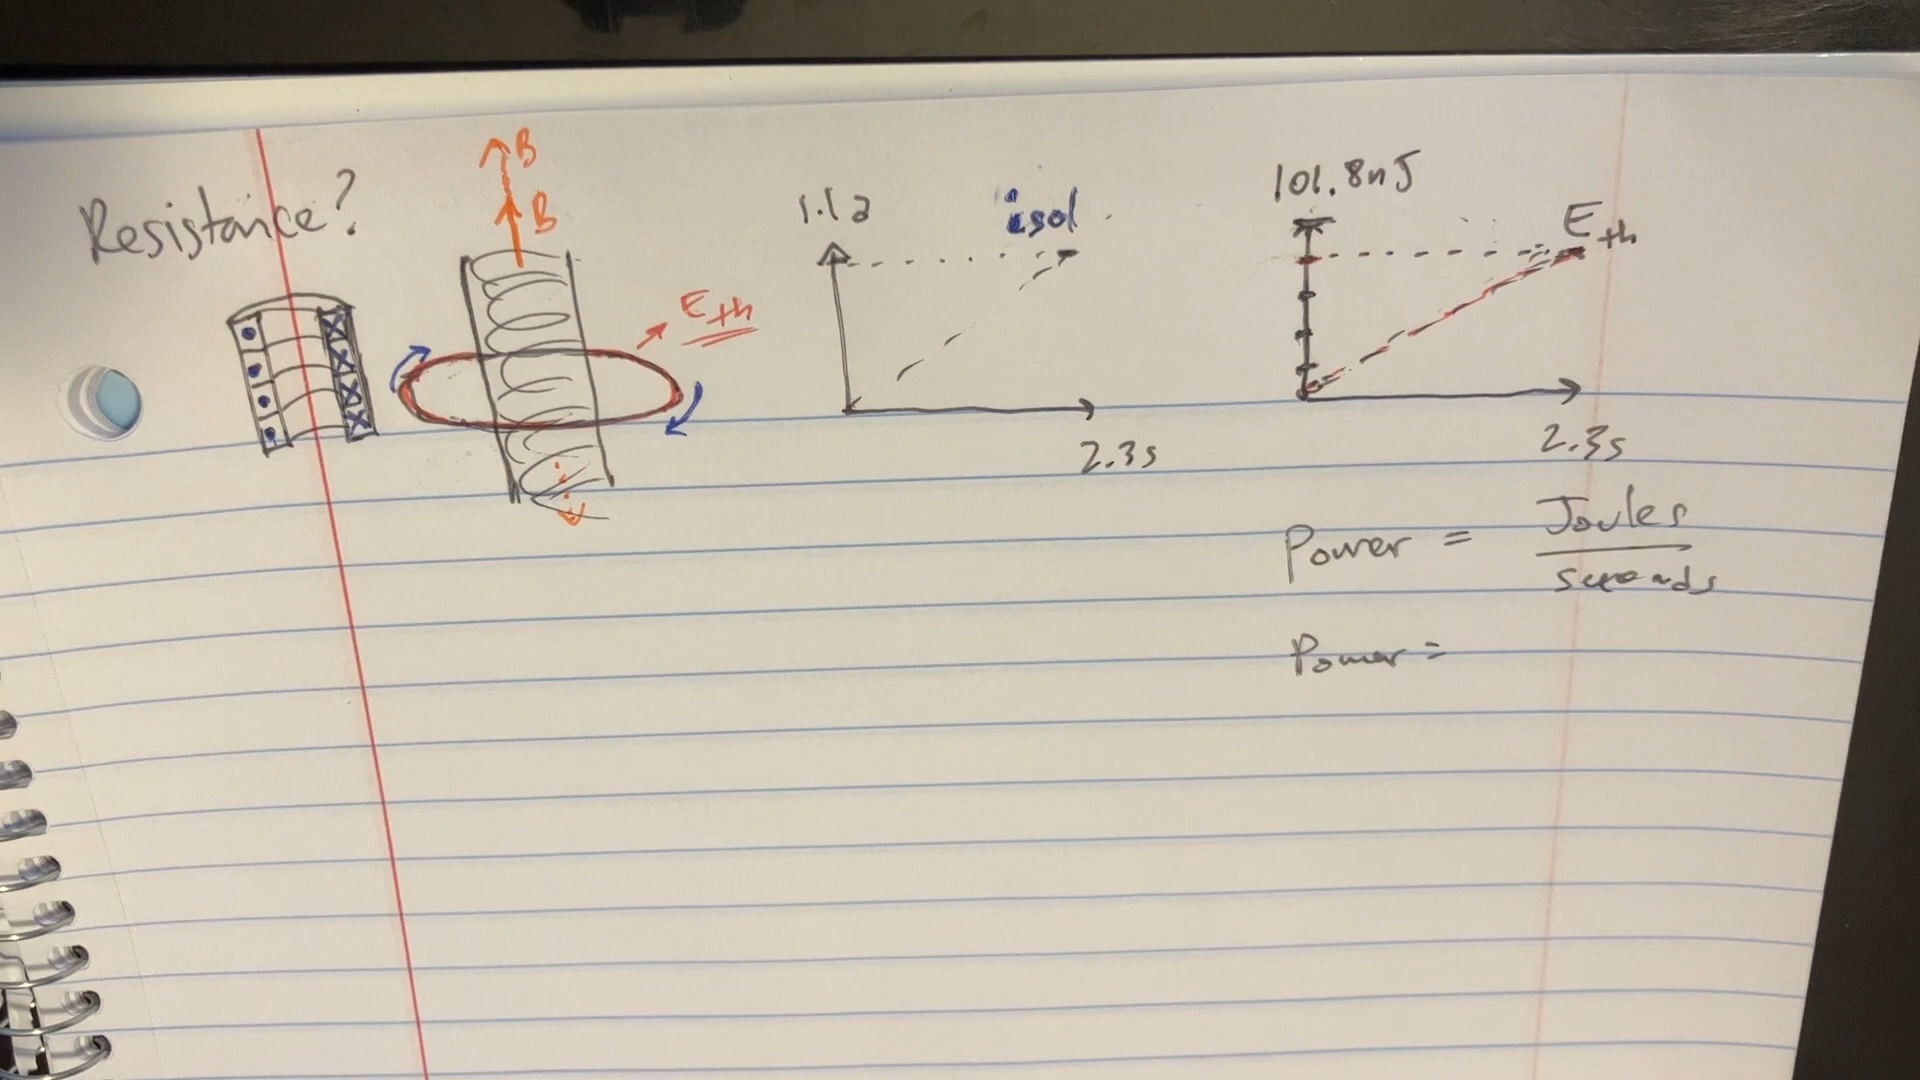 Resistance?
B
B
Eth
1.1a
isol
2.3s
101.8nJ
Eth
2.3s
Power = Joules
seconds
Power =